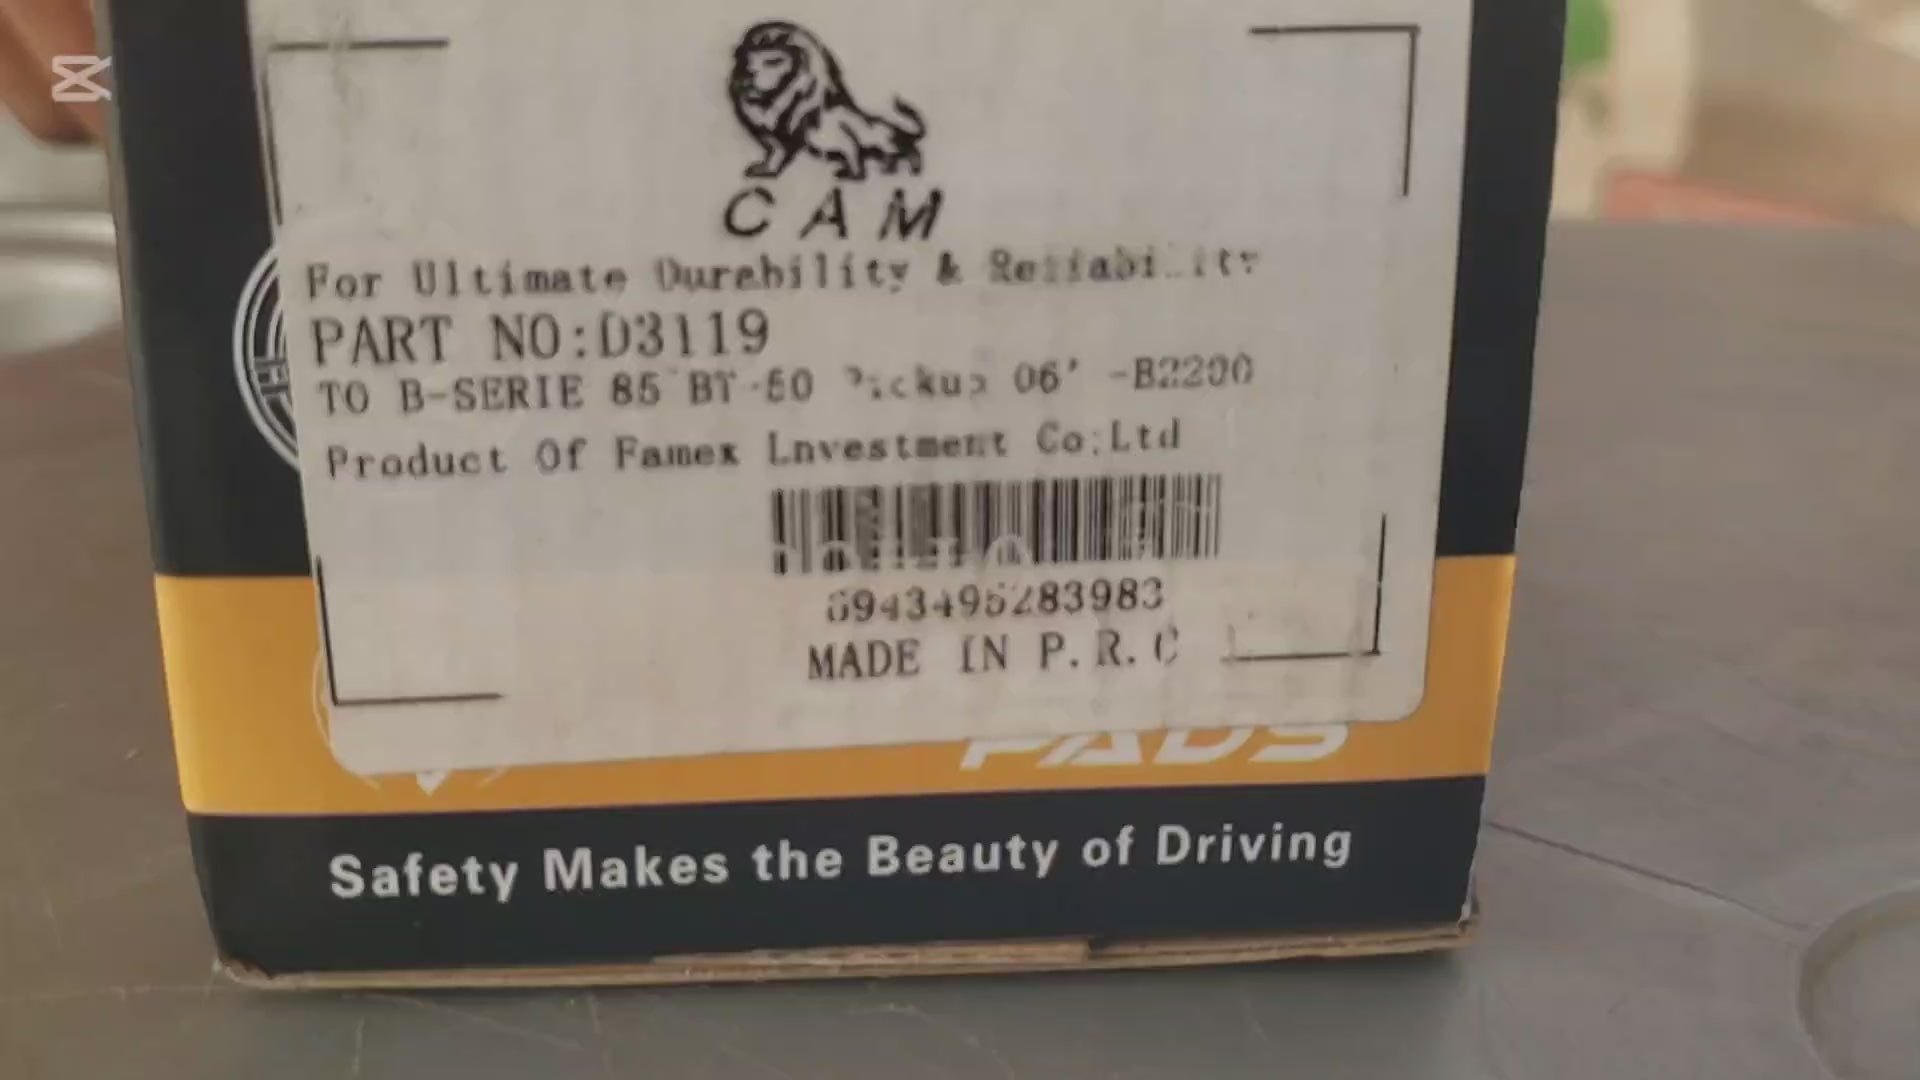 CAM
For Ultimate Durability & Reliability
PART NO:D3119
TO B-SERIE 85 BT-50 Pickup 06' -B2200
Product Of Famex Lnvestment Co;Ltd
6943495283983
MADE IN P.R.C
PADS
Safety Makes the Beauty of Driving